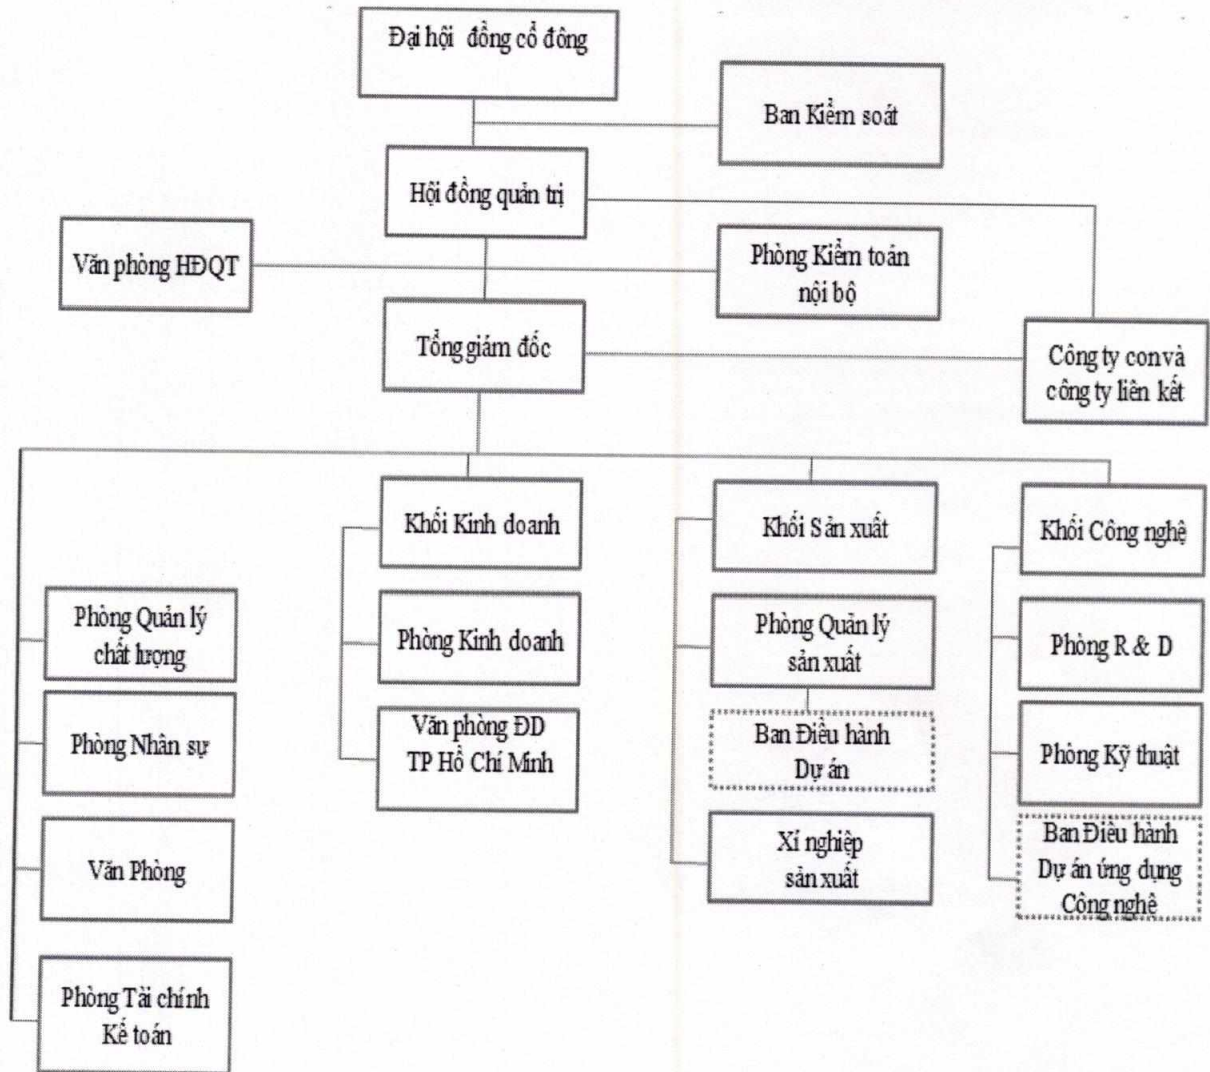 Đại hội đồng cổ đông
Ban Kiểm soát
Hội đồng quản trị
Văn phòng HĐQT
Phòng Kiểm toán
nội bộ
Tổng giám đốc
Công ty con và
công ty liên kết
Khối Kinh doanh
Khối Sản xuất
Khối Công nghệ
Phòng Quản lý
chất lượng
Phòng Kinh doanh
Phòng Quản lý
sản xuất
Phòng R & D
Phòng Nhân sự
Văn phòng ĐD
TP Hồ Chí Minh
Ban Điều hành
Dự án
Phòng Kỹ thuật
Văn Phòng
Xí nghiệp
sản xuất
Ban Điều hành
Dự án ứng dụng
Công nghệ
Phòng Tài chính
Kế toán